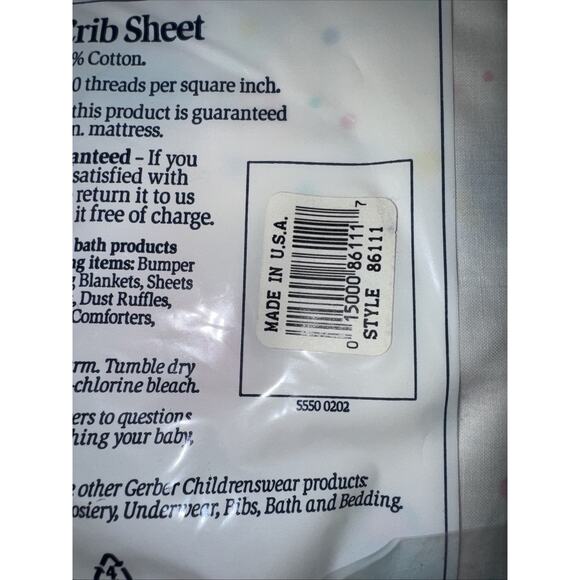 Crib Sheet
% Cotton.
0 threads per square inch.
this product is guaranteed
n. mattress.
anteed – If you
satisfied with
return it to us
it free of charge.
bath products
g items: Bumper
Blankets, Sheets
, Dust Ruffles,
Comforters,
rm. Tumble dry
-chlorine bleach.
ers to questions
hing your baby,
other Gerber Childrenswear products:
osiery, Underwear, Bibs, Bath and Bedding.
4
MADE IN U.S.A.
0 15000 86111 7
STYLE 86111
5550 0202